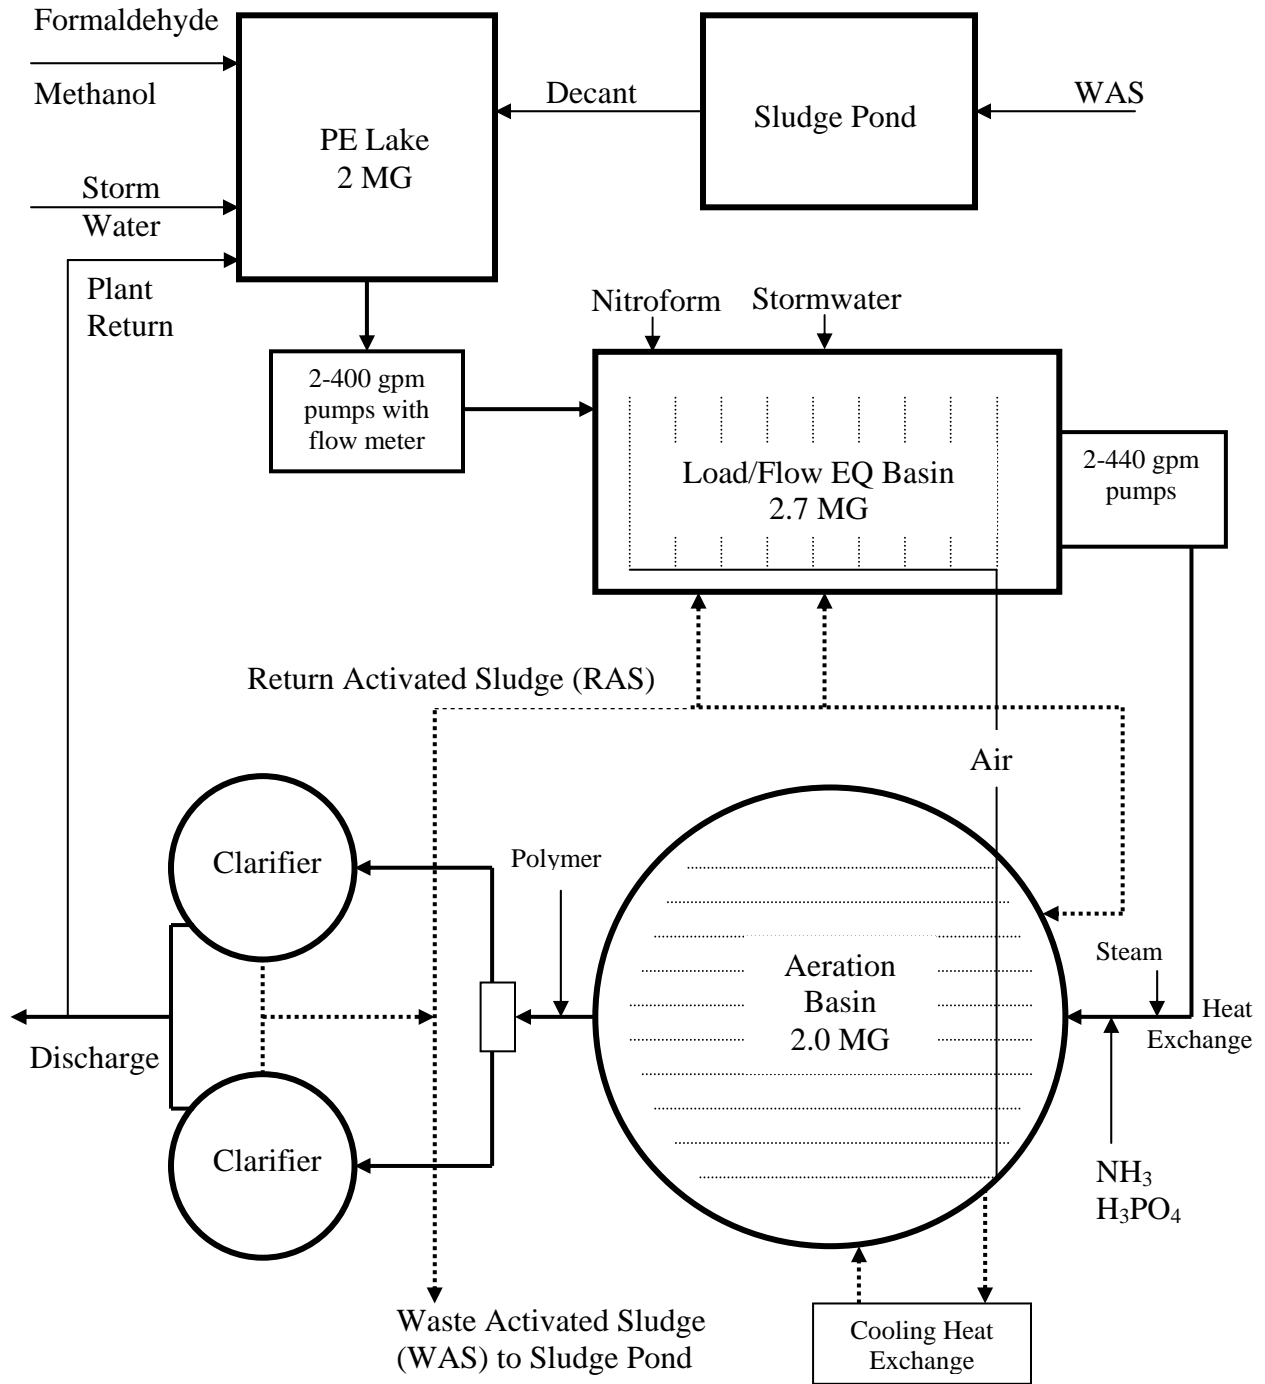 Formaldehyde
Methanol
Storm
Water
Plant
Return
PE Lake
2 MG
Decant
Sludge Pond
WAS
2-400 gpm
pumps with
flow meter
Nitroform
Stormwater
Load/Flow EQ Basin
2.7 MG
2-440 gpm
pumps
Return Activated Sludge (RAS)
Air
Clarifier
Polymer
Aeration
Basin
2.0 MG
Steam
Heat
Exchange
Discharge
Clarifier
NH₃
H₃PO₄
Waste Activated Sludge
(WAS) to Sludge Pond
Cooling Heat
Exchange